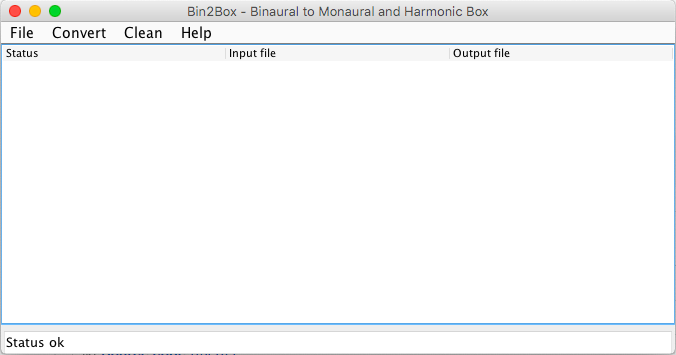 Bin2Box - Binaural to Monaural and Harmonic Box
File Convert Clean Help
Status Input file Output file
Status ok